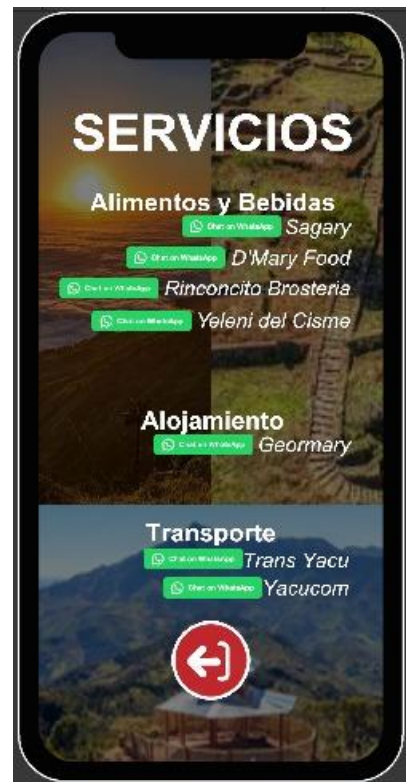 SERVICIOS
Alimentos y Bebidas
Chat on WhatsApp Sagary
Chat on WhatsApp D'Mary Food
Chat on WhatsApp Rinconcito Brosteria
Chat on WhatsApp Yeleni del Cisme
Alojamiento
Chat on WhatsApp Geormary
Transporte
Chat on WhatsApp Trans Yacu
Chat on WhatsApp Yacucom